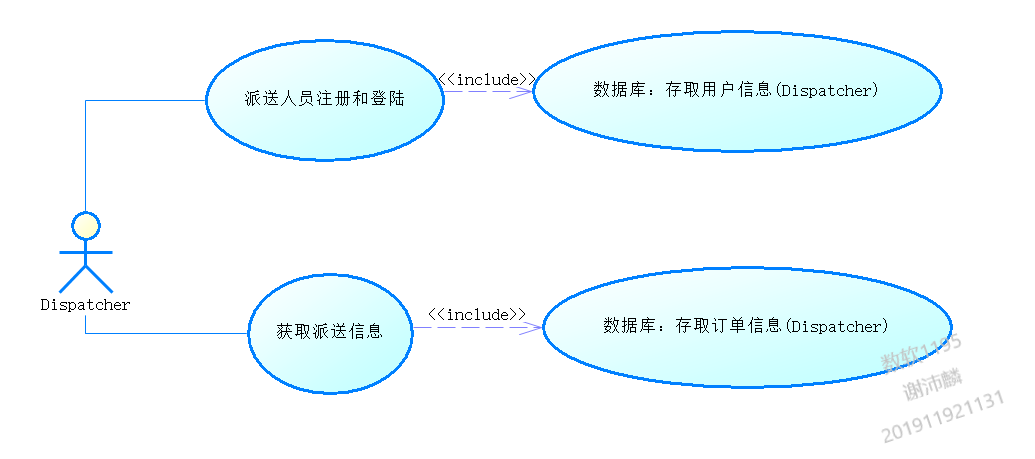 派送人员注册和登陆
<<include>>
数据库: 存取用户信息(Dispatcher)
Dispatcher
获取派送信息
<<include>>
数据库: 存取订单信息(Dispatcher)
数软1195
谢沛麟
201911921131